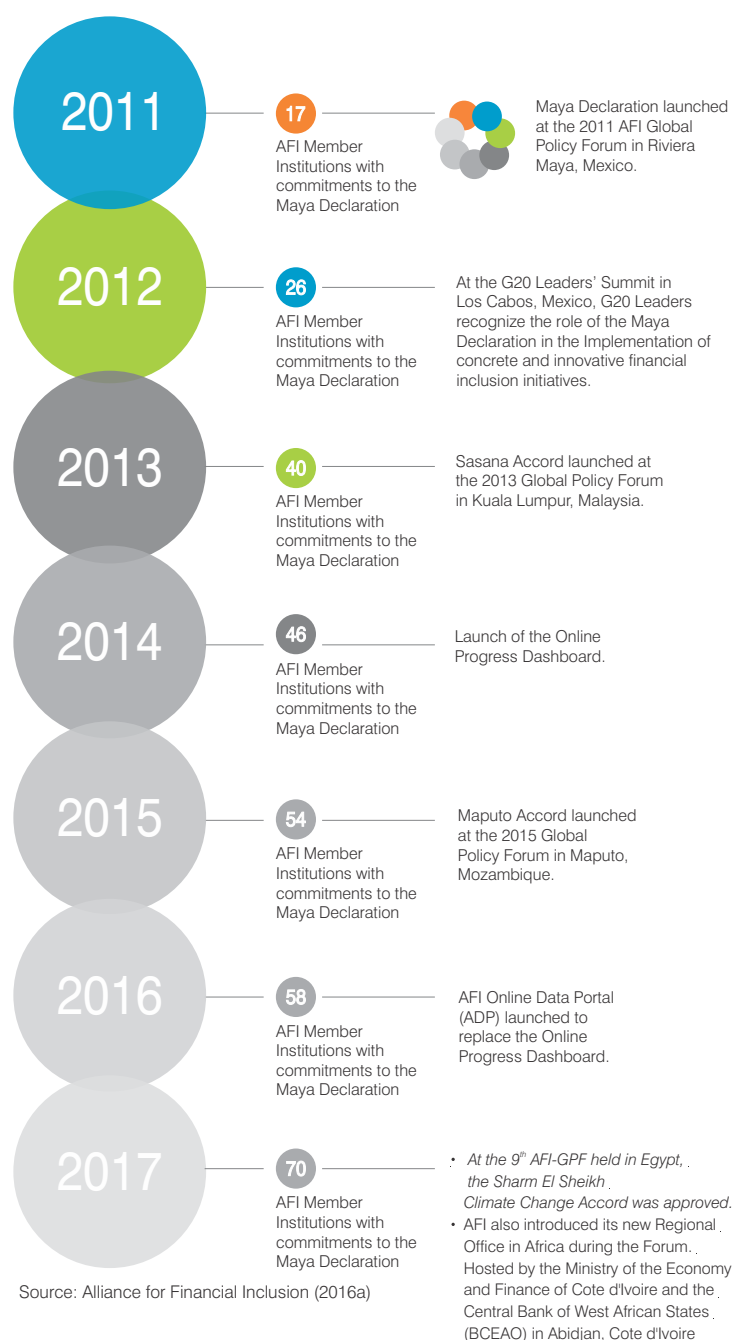 2011
17
AFI Member
Institutions with
commitments to the
Maya Declaration
Maya Declaration launched
at the 2011 AFI Global
Policy Forum in Riviera
Maya, Mexico.
2012
26
AFI Member
Institutions with
commitments to the
Maya Declaration
At the G20 Leaders’ Summit in
Los Cabos, Mexico, G20 Leaders
recognize the role of the Maya
Declaration in the Implementation of
concrete and innovative financial
inclusion initiatives.
2013
40
AFI Member
Institutions with
commitments to the
Maya Declaration
Sasana Accord launched at
the 2013 Global Policy Forum
in Kuala Lumpur, Malaysia.
2014
46
AFI Member
Institutions with
commitments to the
Maya Declaration
Launch of the Online
Progress Dashboard.
2015
54
AFI Member
Institutions with
commitments to the
Maya Declaration
Maputo Accord launched
at the 2015 Global
Policy Forum in Maputo,
Mozambique.
2016
58
AFI Member
Institutions with
commitments to the
Maya Declaration
AFI Online Data Portal
(ADP) launched to
replace the Online
Progress Dashboard.
2017
70
AFI Member
Institutions with
commitments to the
Maya Declaration
• At the 9th AFI-GPF held in Egypt,
the Sharm El Sheikh
Climate Change Accord was approved.
• AFI also introduced its new Regional
Office in Africa during the Forum.
Hosted by the Ministry of the Economy
and Finance of Cote d'Ivoire and the
Central Bank of West African States
(BCEAO) in Abidjan, Cote d'Ivoire
Source: Alliance for Financial Inclusion (2016a)